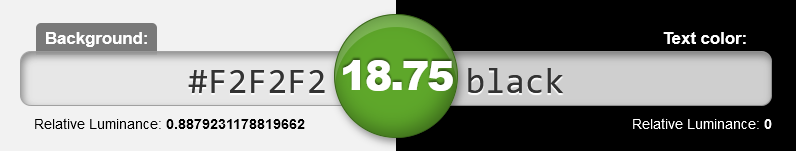 Background: Text color:
#F2F2F2 18.75 black
Relative Luminance: 0.8879231178819662 Relative Luminance: 0